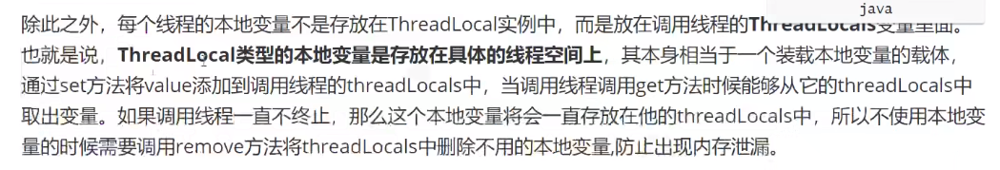 java
除此之外，每个线程的本地变量不是存放在ThreadLocal实例中，而是放在调用线程的ThreadLocals变量里面。
也就是说，ThreadLocal类型的本地变量是存放在具体的线程空间上，其本身相当于一个装载本地变量的载体，
通过set方法将value添加到调用线程的threadLocals中，当调用线程调用get方法时候能够从它的threadLocals中
取出变量。如果调用线程一直不终止，那么这个本地变量将会一直存放在他的threadLocals中，所以不使用本地变
量的时候需要调用remove方法将threadLocals中删除不用的本地变量,防止出现内存泄漏。